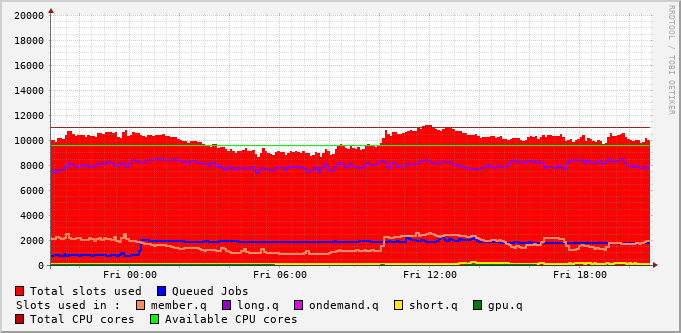 RRDTOOL / TOBI OETIKER
20000
18000
16000
14000
12000
10000
8000
6000
4000
2000
0
Fri 00:00 Fri 06:00 Fri 12:00 Fri 18:00
Total slots used Queued Jobs
Slots used in : member.q long.q ondemand.q short.q gpu.q
Total CPU cores Available CPU cores